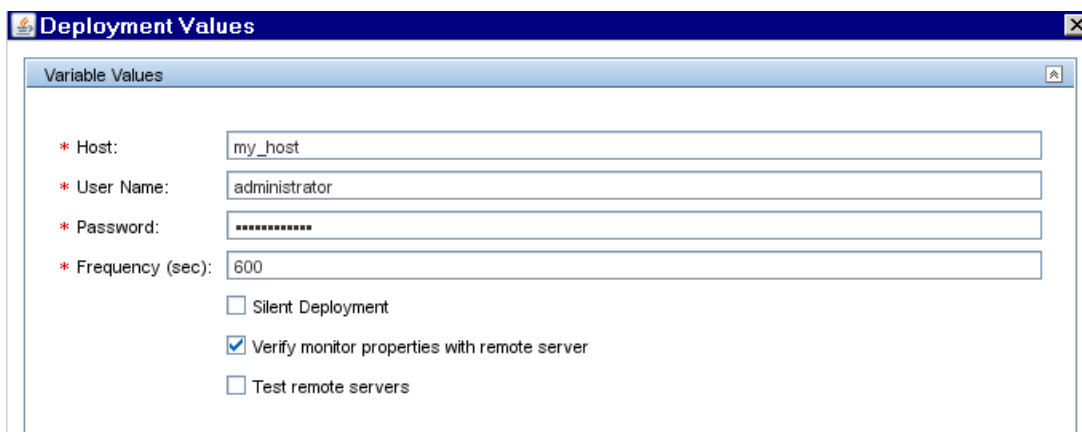 Deployment Values
Variable Values
* Host: my_host
* User Name: administrator
* Password: ••••••••••••
* Frequency (sec): 600
Silent Deployment
Verify monitor properties with remote server
Test remote servers